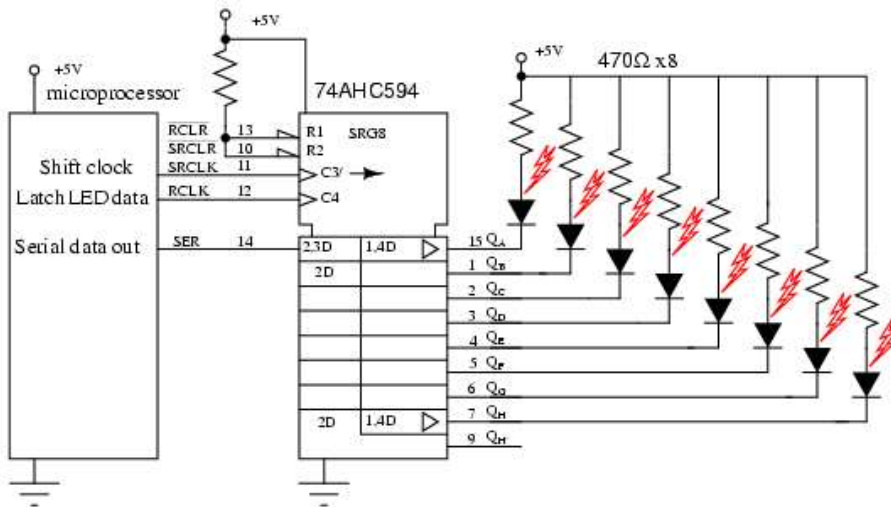 +5V
+5V
470Ω x8
+5V
microprocessor
74AHC594
RCLR 13 R1 SRG8
SRCLR 10 R2
Shift clock SRCLK 11 C3/
Latch LED data RCLK 12 C4
Serial data out SER 14 2,3D 1,4D 15 QA
2D 1 QB
2 QC
3 QD
4 QE
5 QF
6 QG
2D 1,4D 7 QH
9 QH'